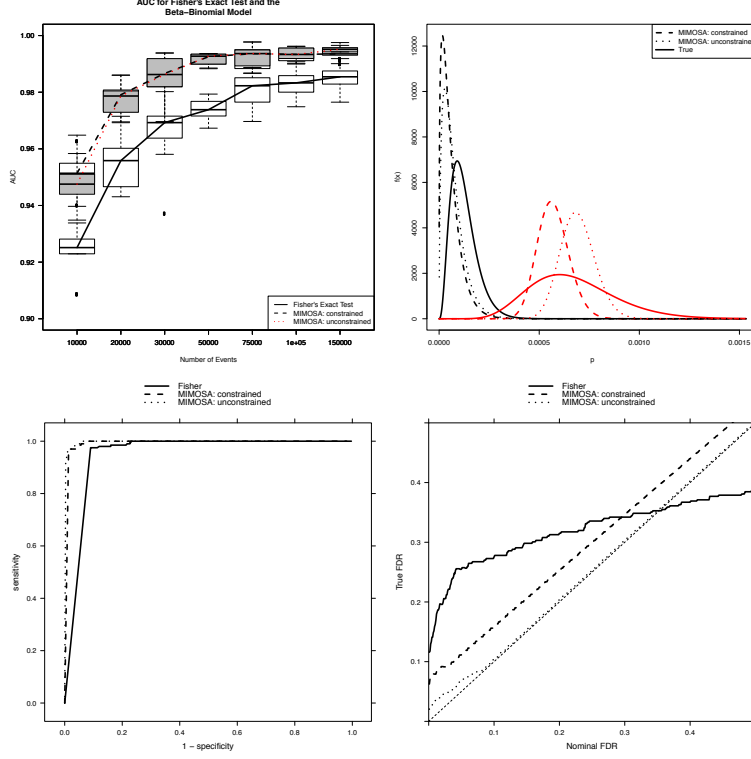 AUC for Fisher's Exact Test and the
Beta−Binomial Model
1.00
0.98
0.96
0.94
0.92
0.90
AUC
10000 20000 30000 50000 75000 1e+05 150000
Number of Events
Fisher's Exact Test
MIMOSA: constrained
MIMOSA: unconstrained
MIMOSA: constrained
MIMOSA: unconstrained
True
12000
10000
8000
6000
4000
2000
0
f(x)
0.0000 0.0005 0.0010 0.0015
p
Fisher
MIMOSA: constrained
MIMOSA: unconstrained
1.0
0.8
0.6
0.4
0.2
0.0
sensitivity
0.0 0.2 0.4 0.6 0.8 1.0
1 − specificity
Fisher
MIMOSA: constrained
MIMOSA: unconstrained
0.4
0.3
0.2
0.1
True FDR
0.1 0.2 0.3 0.4
Nominal FDR